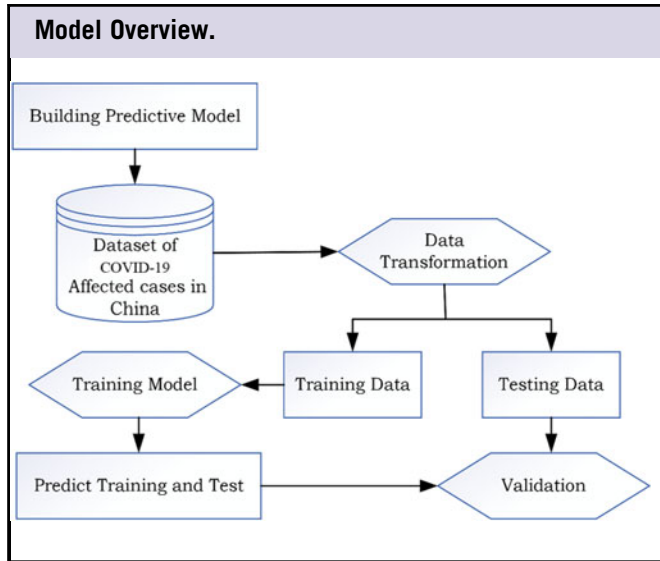 Model Overview.
Building Predictive Model
Dataset of
COVID-19
Affected cases in
China
Data
Transformation
Training Model
Training Data
Testing Data
Predict Training and Test
Validation